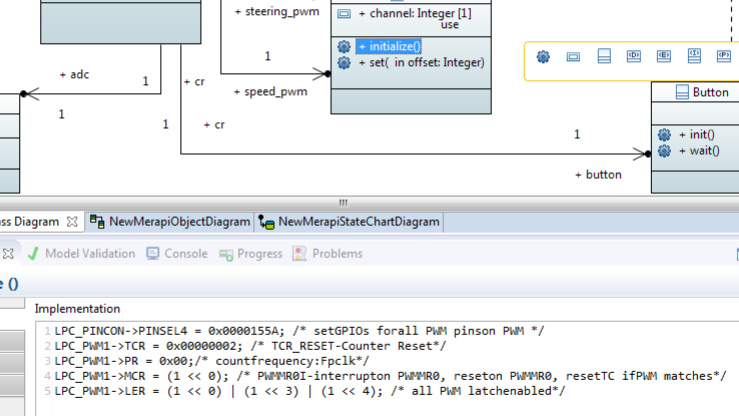 + steering_pwm
+ channel: Integer [1]
use
+ initialize()
+ set( in offset: Integer)
1
+ speed_pwm
+ adc
1
1
+ cr
1
+ cr
1
+ button
Button
+ init()
+ wait()
ass Diagram
NewMerapiObjectDiagram
NewMerapiStateChartDiagram
Model Validation
Console
Progress
Problems
e ()
Implementation
1 LPC_PINCON->PINSEL4 = 0x0000155A; /* setGPIOs forall PWM pinson PWM */
2 LPC_PWM1->TCR = 0x00000002; /* TCR_RESET-Counter Reset*/
3 LPC_PWM1->PR = 0x00;/* countfrequency:Fpclk*/
4 LPC_PWM1->MCR = (1 << 0); /* PWMMR0I-interrupton PWMMR0, reseton PWMMR0, resetTC ifPWM matches*/
5 LPC_PWM1->LER = (1 << 0) | (1 << 3) | (1 << 4); /* all PWM latchenabled*/